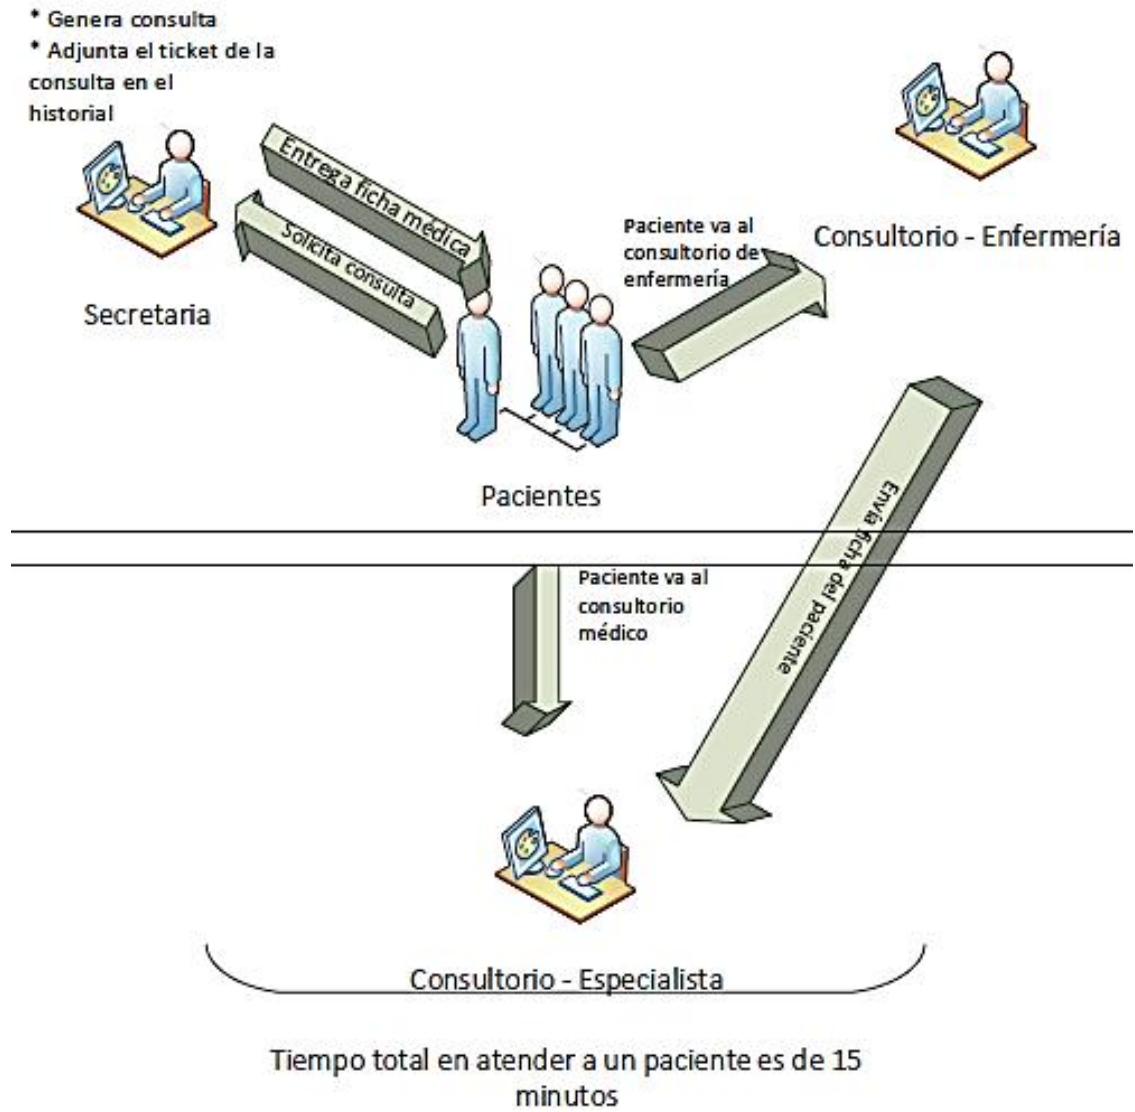 * Genera consulta
* Adjunta el ticket de la
consulta en el
historial
Entrega ficha médica
Solicita consulta
Secretaria
Paciente va al
consultorio de
enfermería
Consultorio - Enfermería
Pacientes
Envía ficha del paciente
Paciente va al
consultorio
médico
Consultorio - Especialista
Tiempo total en atender a un paciente es de 15
minutos